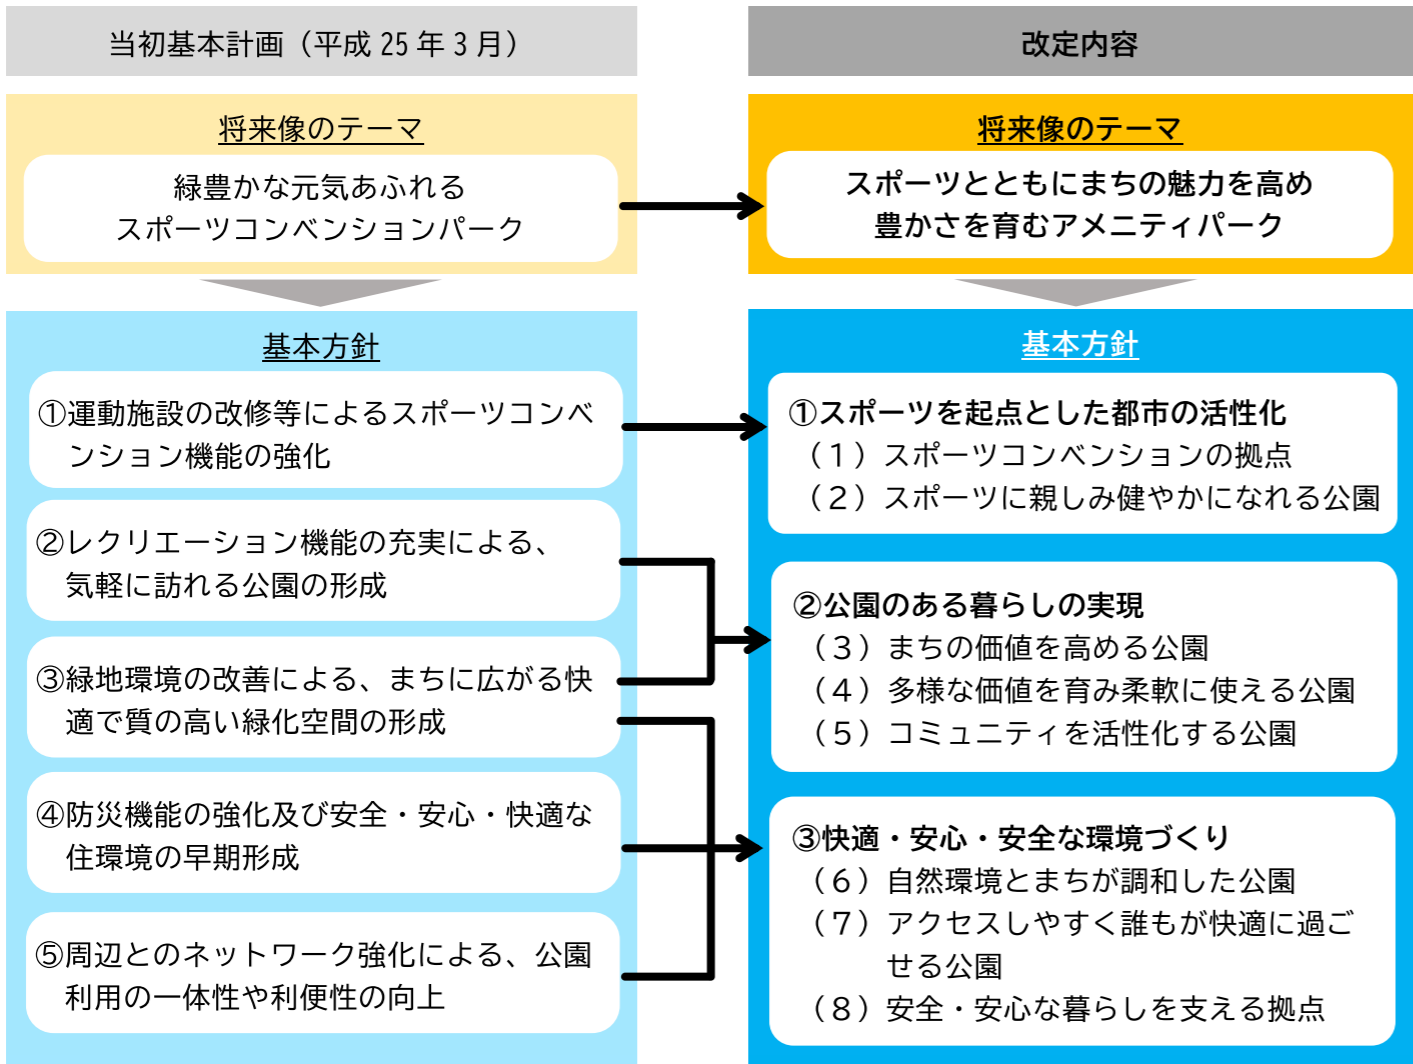 当初基本計画（平成 25 年 3 月）
将来像のテーマ
緑豊かな元気あふれる
スポーツコンベンションパーク
基本方針
①運動施設の改修等によるスポーツコンベ
ンション機能の強化
②レクリエーション機能の充実による、
気軽に訪れる公園の形成
③緑地環境の改善による、まちに広がる快
適で質の高い緑化空間の形成
④防災機能の強化及び安全・安心・快適な
住環境の早期形成
⑤周辺とのネットワーク強化による、公園
利用の一体性や利便性の向上
改定内容
将来像のテーマ
スポーツとともにまちの魅力を高め
豊かさを育むアメニティパーク
基本方針
①スポーツを起点とした都市の活性化
（１）スポーツコンベンションの拠点
（２）スポーツに親しみ健やかになれる公園
②公園のある暮らしの実現
（３）まちの価値を高める公園
（４）多様な価値を育み柔軟に使える公園
（５）コミュニティを活性化する公園
③快適・安心・安全な環境づくり
（６）自然環境とまちが調和した公園
（７）アクセスしやすく誰もが快適に過ご
せる公園
（８）安全・安心な暮らしを支える拠点